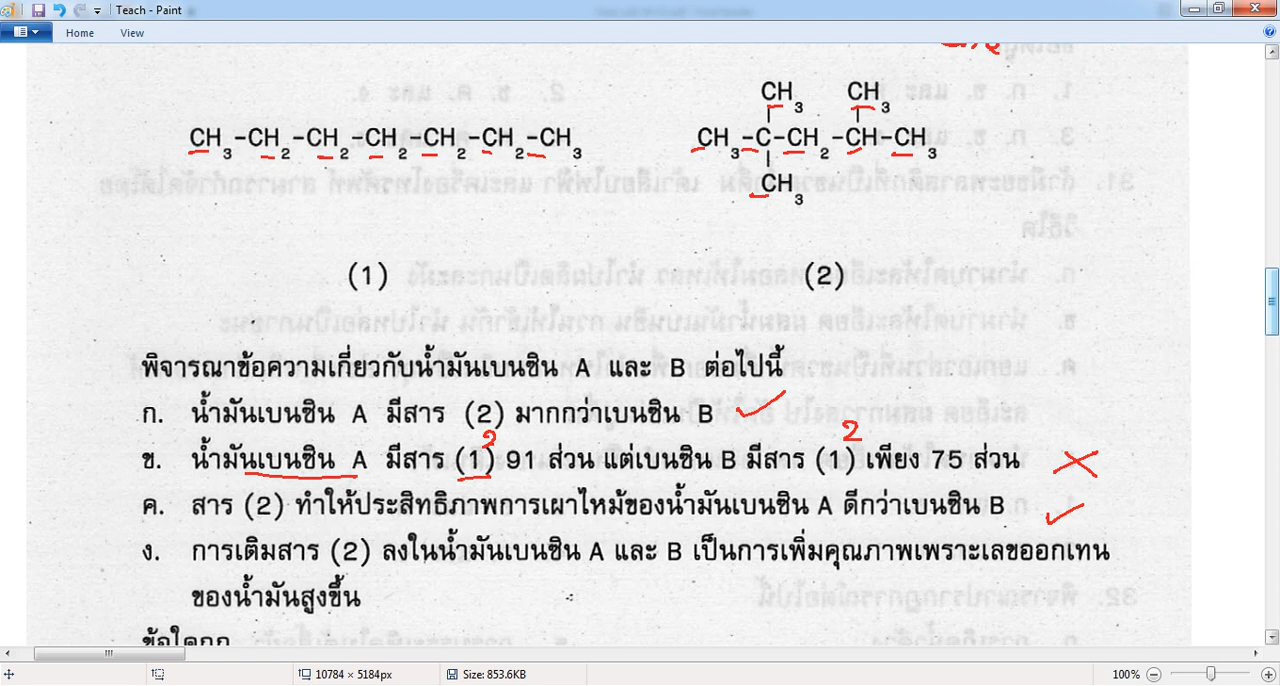 Teach - Paint
Home View
CH3 CH3
CH3-CH2-CH2-CH2-CH2-CH2-CH3 CH3-C-CH2-CH-CH3
CH3
(1) (2)
พิจารณาข้อความเกี่ยวกับน้ำมันเบนซิน A และ B ต่อไปนี้
ก. น้ำมันเบนซิน A มีสาร (2) มากกว่าเบนซิน B
2 2
ข. น้ำมันเบนซิน A มีสาร (1) 91 ส่วน แต่เบนซิน B มีสาร (1) เพียง 75 ส่วน
ค. สาร (2) ทำให้ประสิทธิภาพการเผาไหม้ของน้ำมันเบนซิน A ดีกว่าเบนซิน B
ง. การเติมสาร (2) ลงในน้ำมันเบนซิน A และ B เป็นการเพิ่มคุณภาพเพราะเลขออกเทน
ของน้ำมันสูงขึ้น
ข้อใดถูก
10784 × 5184px Size: 853.6KB 100%